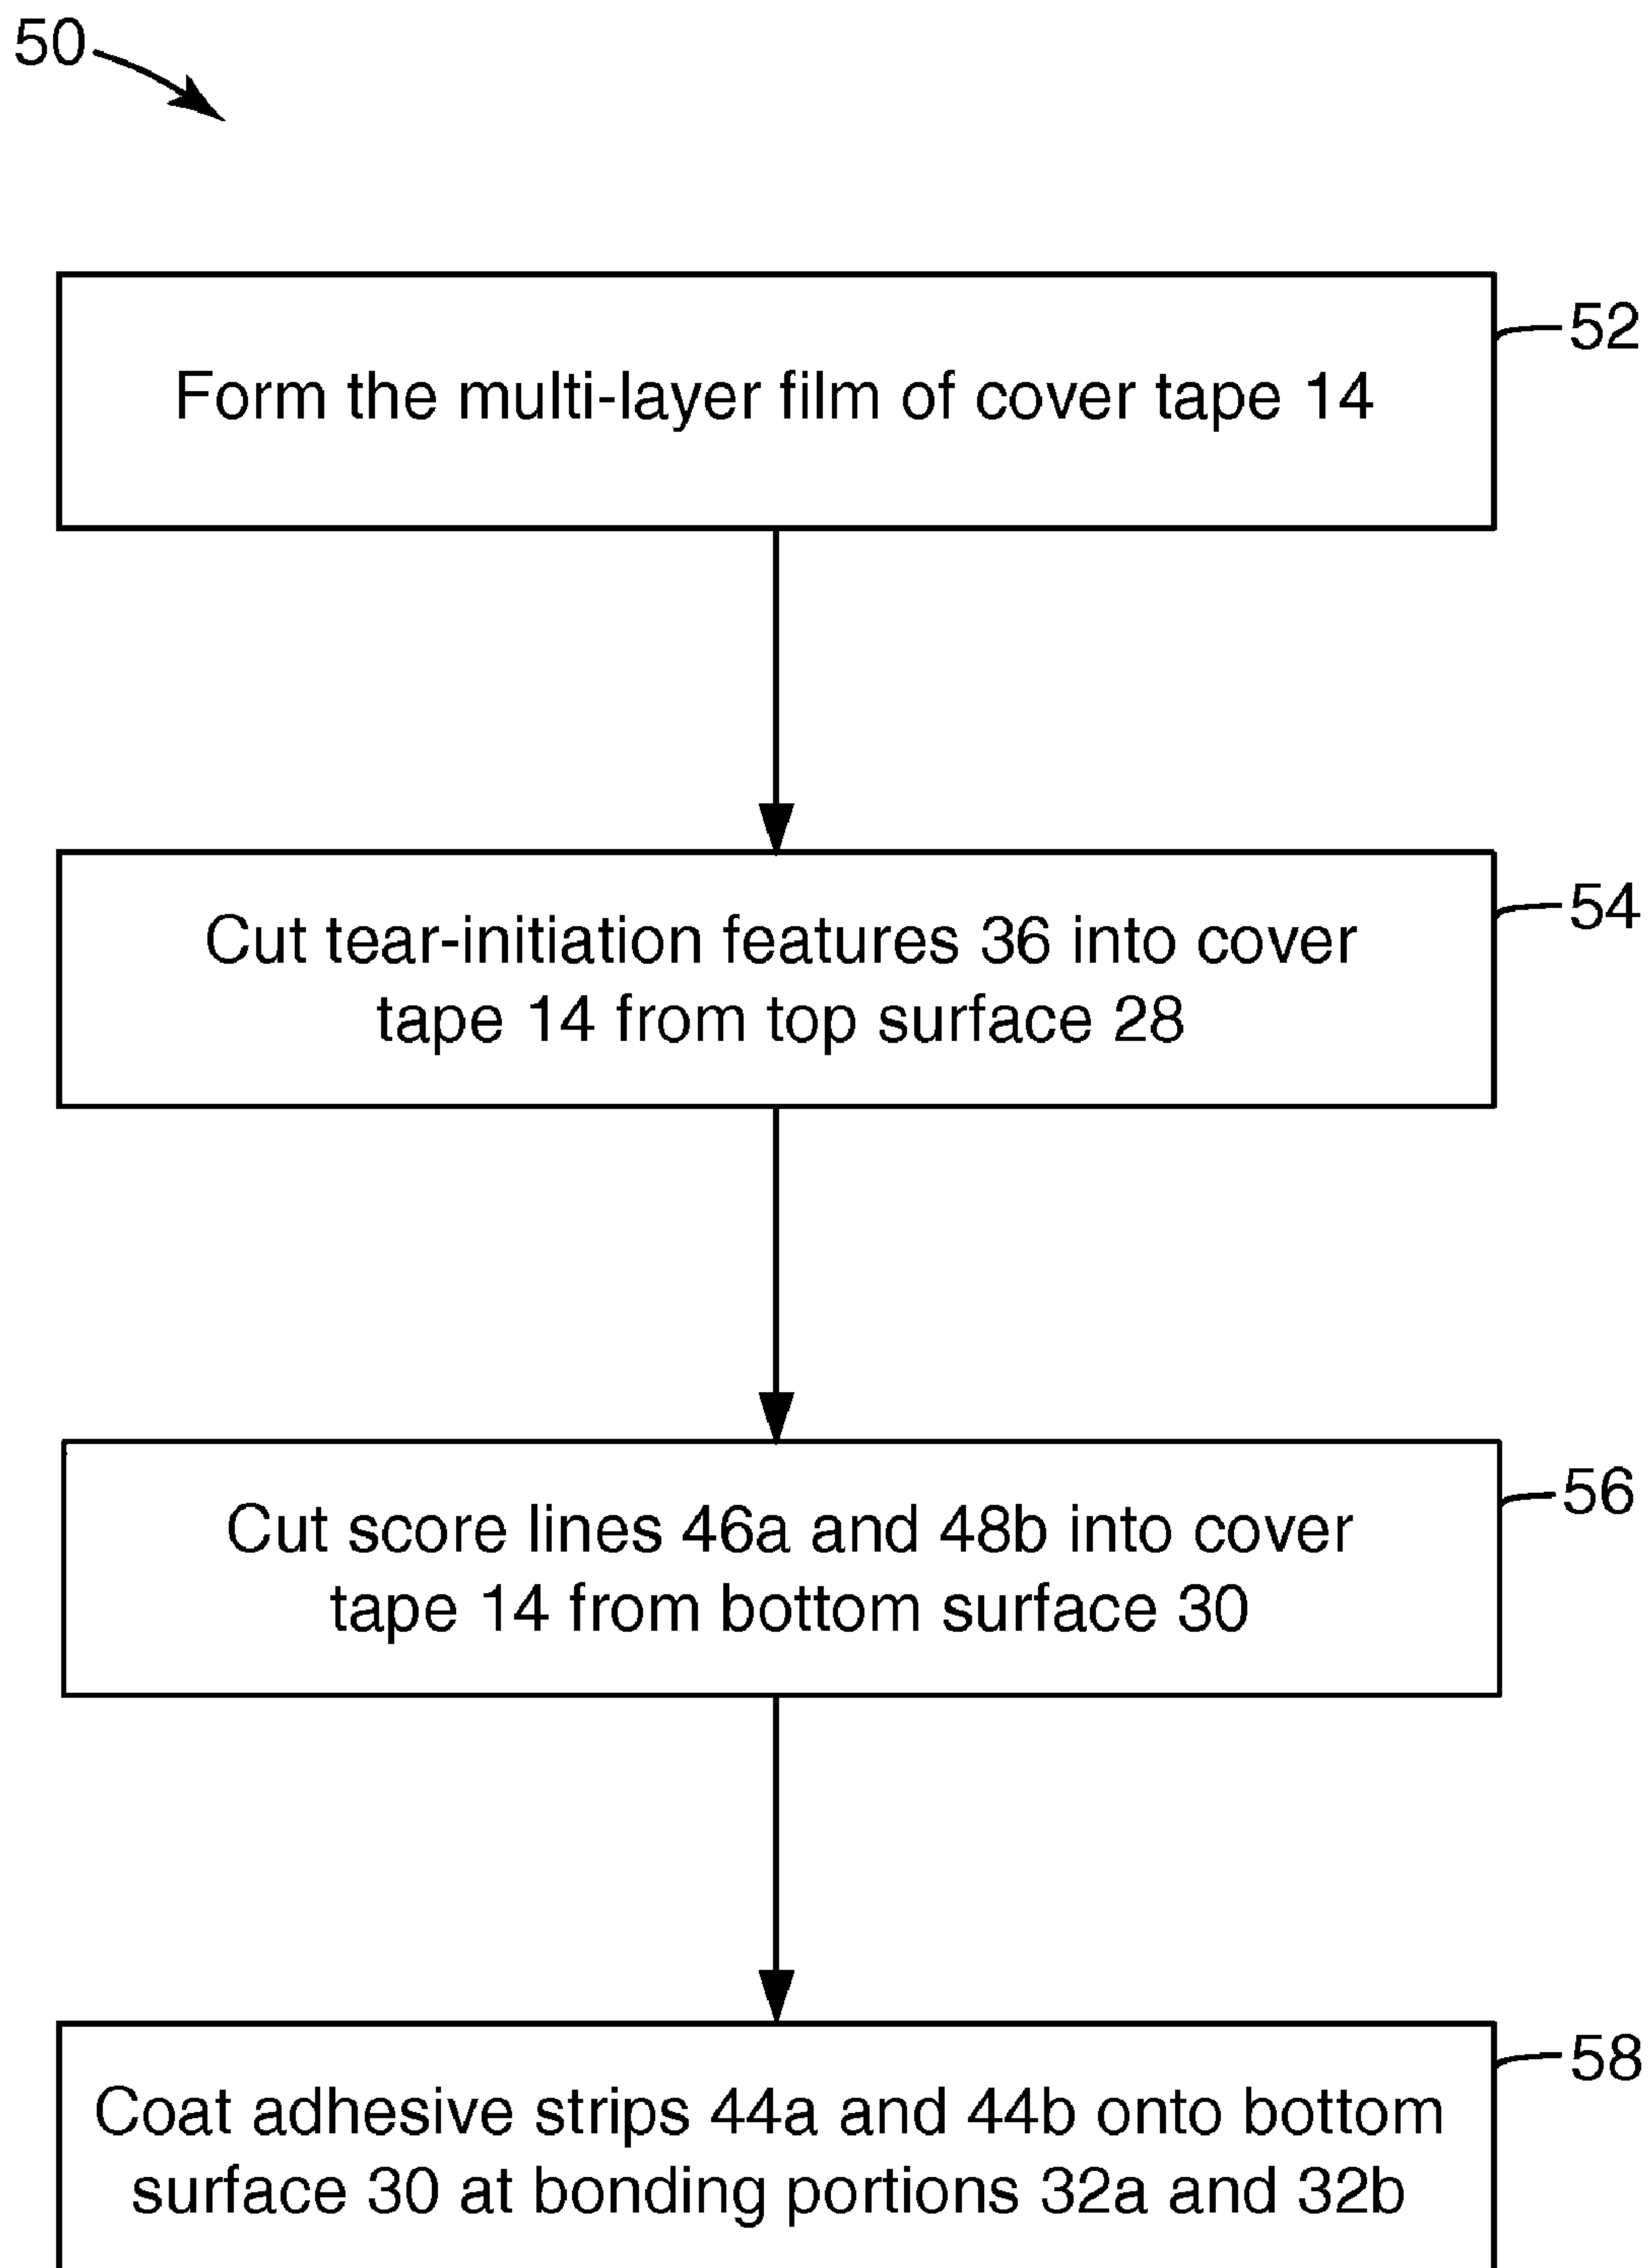 50
52
Form the multi-layer film of cover tape 14
54
Cut tear-initiation features 36 into cover
tape 14 from top surface 28
56
Cut score lines 46a and 48b into cover
tape 14 from bottom surface 30
58
Coat adhesive strips 44a and 44b onto bottom
surface 30 at bonding portions 32a and 32b